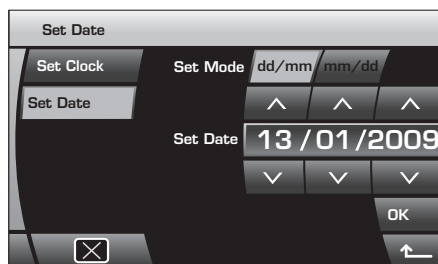 Set Date
Set Clock
Set Mode dd/mm mm/dd
Set Date
Set Date 13 / 01 /2009
OK